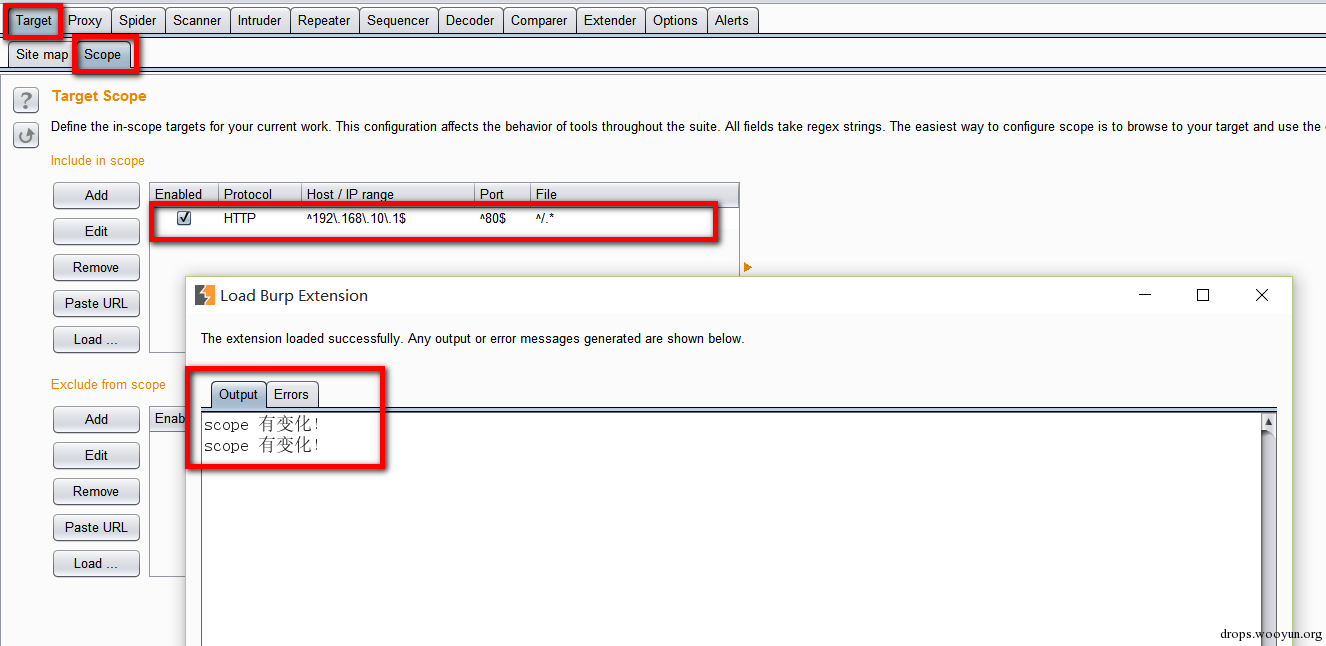 Target Proxy Spider Scanner Intruder Repeater Sequencer Decoder Comparer Extender Options Alerts
Site map Scope
? Target Scope
Define the in-scope targets for your current work. This configuration affects the behavior of tools throughout the suite. All fields take regex strings. The easiest way to configure scope is to browse to your target and use the
Include in scope
Add
Edit
Remove
Paste URL
Load ...
Enabled Protocol Host / IP range Port File
HTTP ^192\.168\.10\.1$ ^80$ ^/.*
Exclude from scope
Add
Edit
Remove
Paste URL
Load ...
Enab
Load Burp Extension
The extension loaded successfully. Any output or error messages generated are shown below.
Output Errors
scope 有变化!
scope 有变化!
drops.wooyun.org